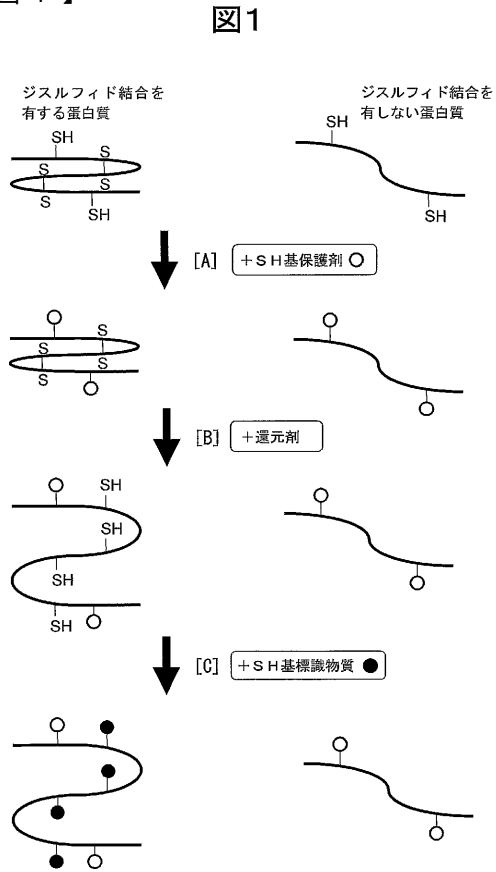 図1
ジスルフィド結合を
有する蛋白質
ジスルフィド結合を
有しない蛋白質
SH
S
S
S
S
SH
SH
SH
[A] +SH基保護剤
S
S
S
S
[B] +還元剤
SH
SH
SH
SH
[C] +SH基標識物質